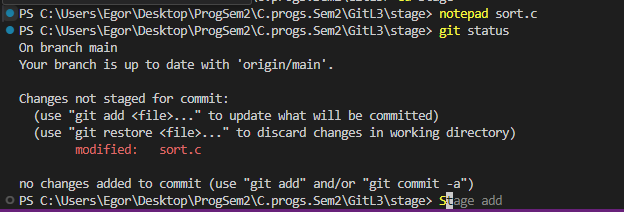 PS C:\Users\Egor\Desktop\ProgSem2\C.progs.Sem2\GitL3\stage> notepad sort.c
PS C:\Users\Egor\Desktop\ProgSem2\C.progs.Sem2\GitL3\stage> git status
On branch main
Your branch is up to date with 'origin/main'.
Changes not staged for commit:
(use "git add <file>..." to update what will be committed)
(use "git restore <file>..." to discard changes in working directory)
modified: sort.c
no changes added to commit (use "git add" and/or "git commit -a")
PS C:\Users\Egor\Desktop\ProgSem2\C.progs.Sem2\GitL3\stage> Stage add